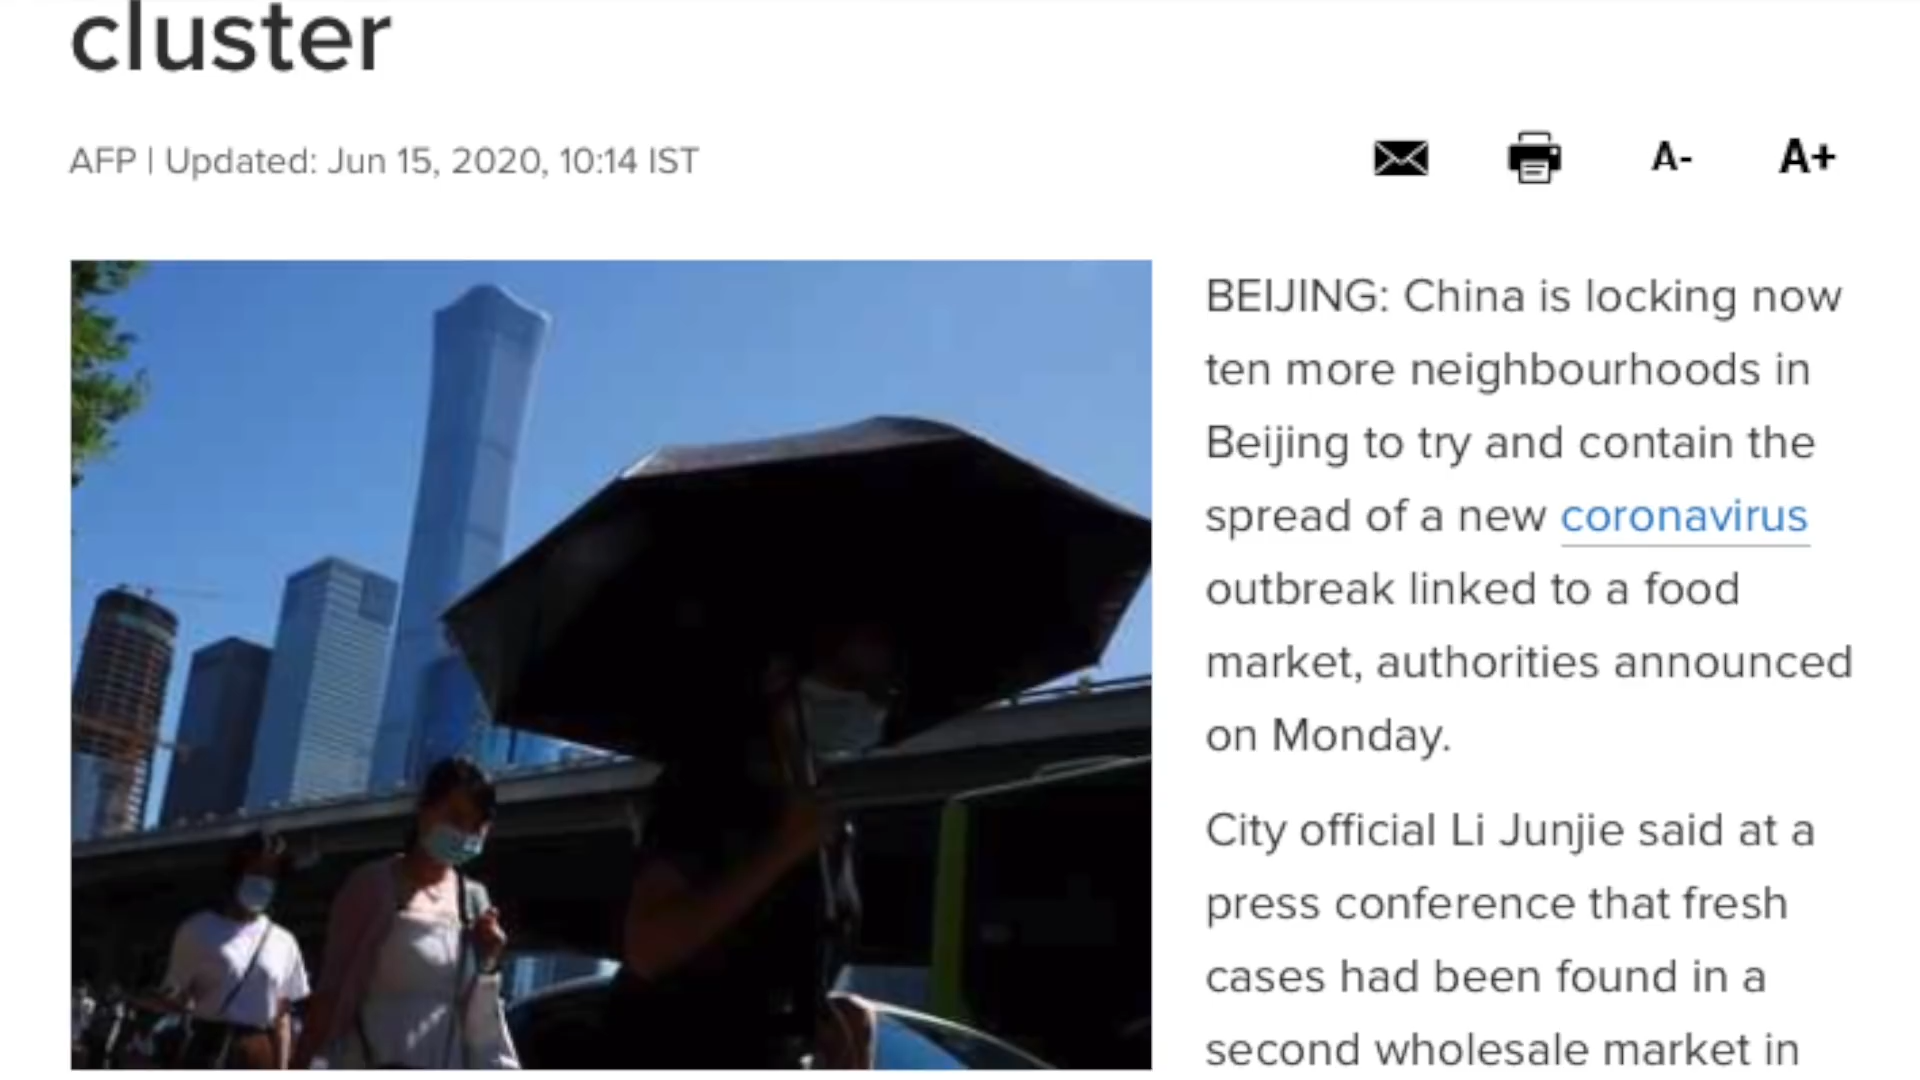 cluster
AFP | Updated: Jun 15, 2020, 10:14 IST
A- A+
BEIJING: China is locking now
ten more neighbourhoods in
Beijing to try and contain the
spread of a new coronavirus
outbreak linked to a food
market, authorities announced
on Monday.
City official Li Junjie said at a
press conference that fresh
cases had been found in a
second wholesale market in